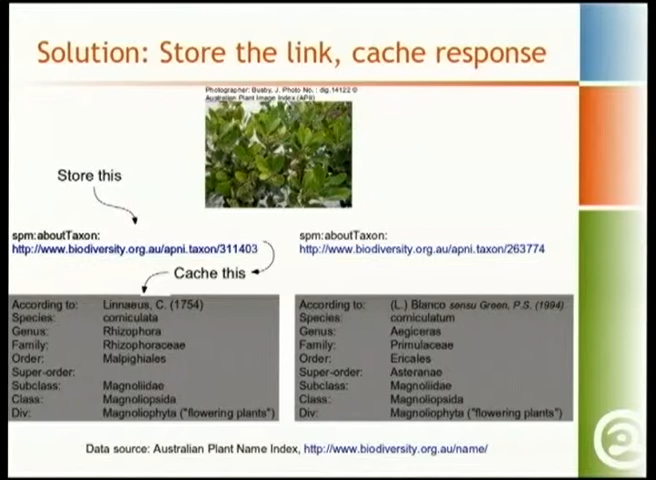 Solution: Store the link, cache response
Photographer: Busby, J. Photo No. : dig.14122 ©
Australian Plant Image Index (APII)
Store this
spm:aboutTaxon:
http://www.biodiversity.org.au/apni.taxon/311403
spm:aboutTaxon:
http://www.biodiversity.org.au/apni.taxon/263774
Cache this
According to: Linnaeus, C. (1754)
Species: corniculata
Genus: Rhizophora
Family: Rhizophoraceae
Order: Malpighiales
Super-order:
Subclass: Magnoliidae
Class: Magnoliopsida
Div: Magnoliophyta ("flowering plants")
According to: (L.) Blanco sensu Green, P.S. (1994)
Species: corniculatum
Genus: Aegiceras
Family: Primulaceae
Order: Ericales
Super-order: Asteranae
Subclass: Magnoliidae
Class: Magnoliopsida
Div: Magnoliophyta ("flowering plants")
Data source: Australian Plant Name Index, http://www.biodiversity.org.au/name/